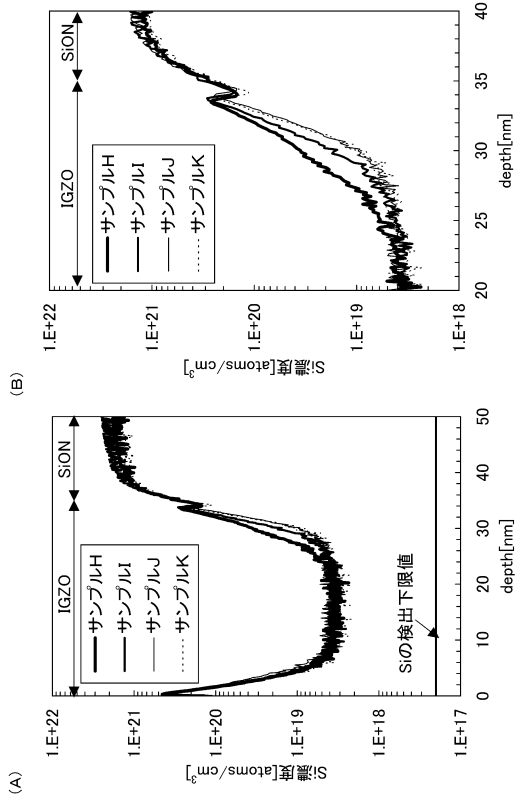 (A)
Si濃度[atoms/cm³]
1.E+22
1.E+21
1.E+20
1.E+19
1.E+18
1.E+17
IGZO
SiON
サンプルH
サンプルI
サンプルJ
サンプルK
Siの検出下限値
0
10
20
30
40
50
depth[nm]
(B)
Si濃度[atoms/cm³]
1.E+22
1.E+21
1.E+20
1.E+19
1.E+18
IGZO
SiON
サンプルH
サンプルI
サンプルJ
サンプルK
20
25
30
35
40
depth[nm]